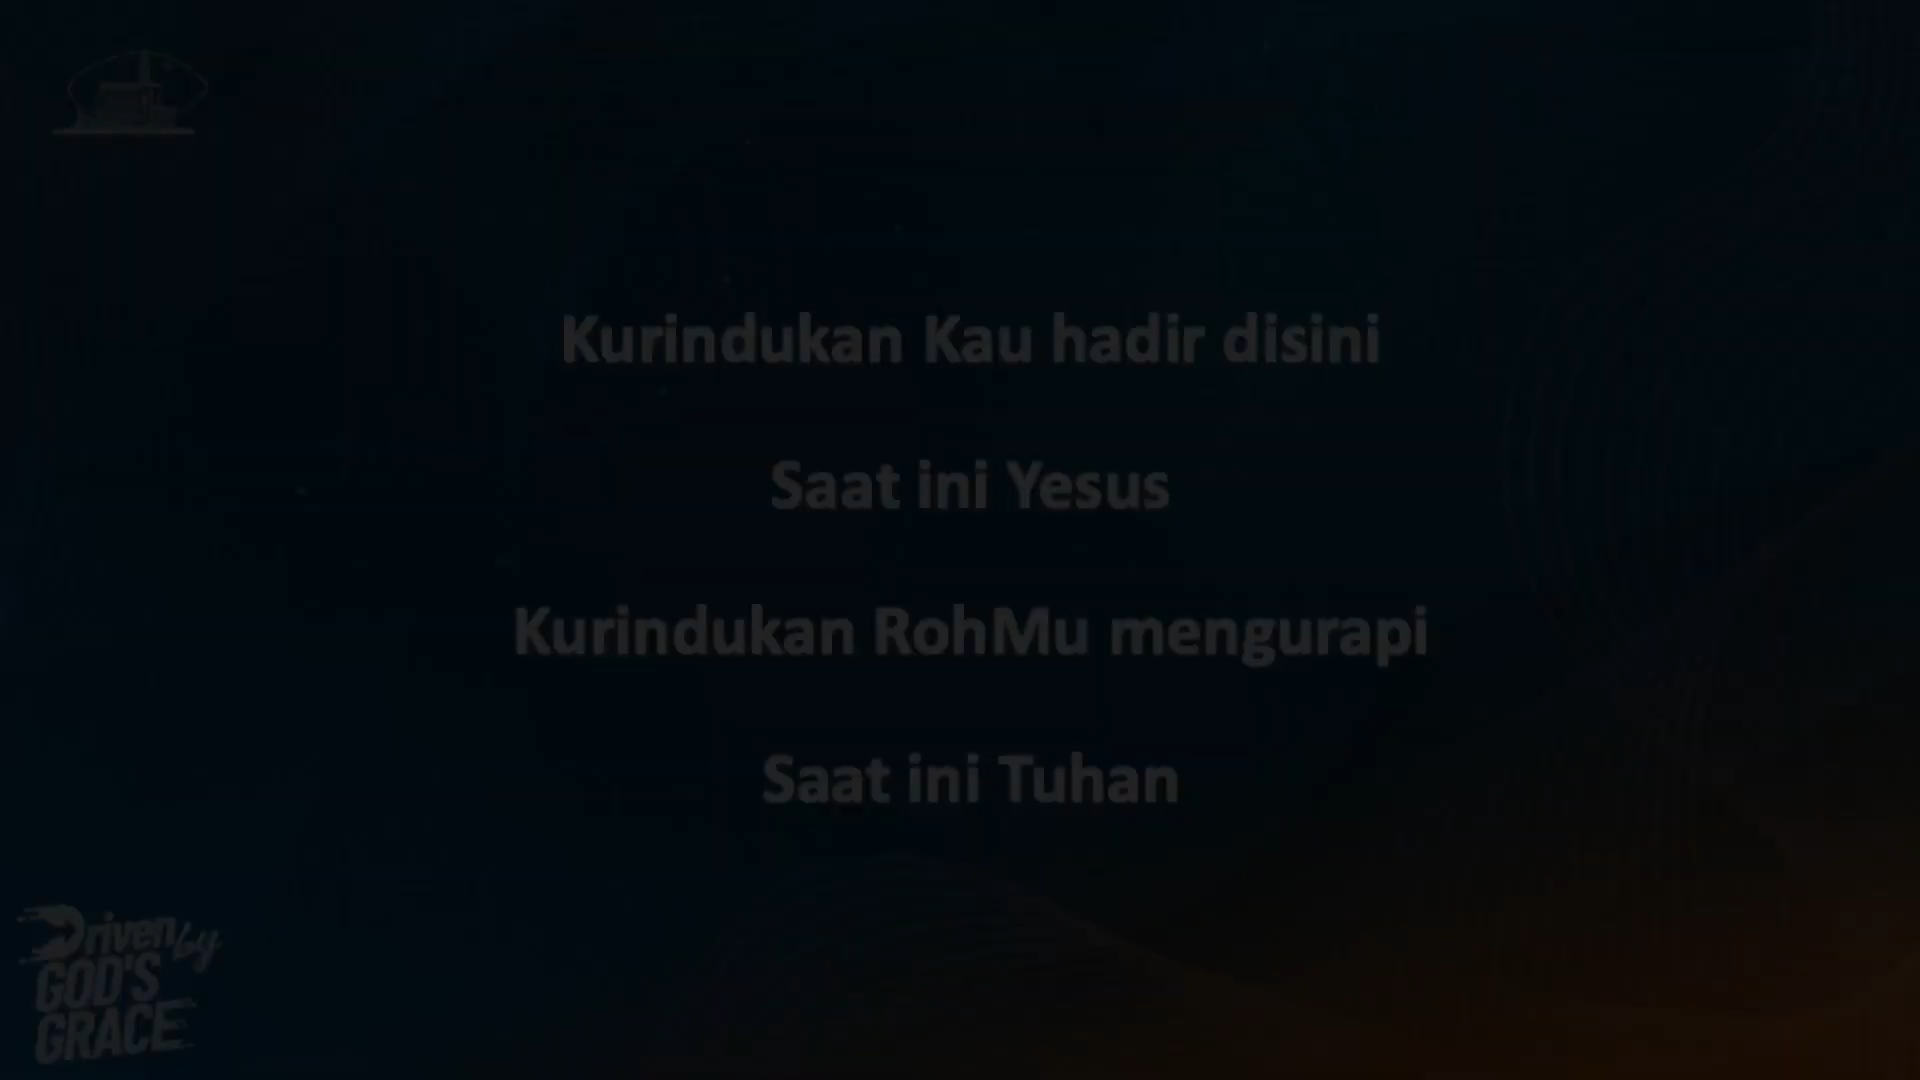 Kurindukan Kau hadir disini
Saat ini Yesus
Kurindukan RohMu mengurapi
Saat ini Tuhan
Driven by
GOD'S
GRACE